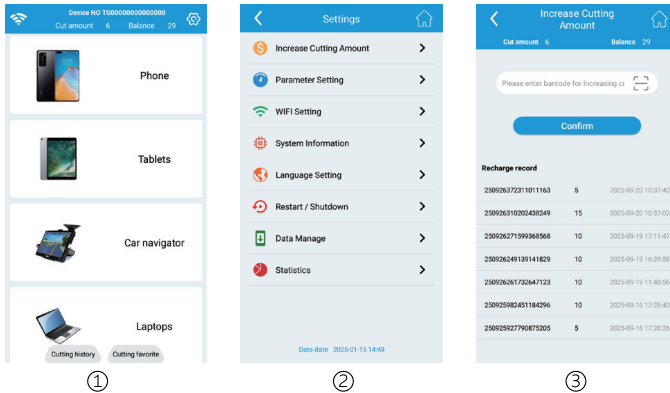 Device NO TG00000000000000
Cut amount 6 Balance 29
Phone
Tablets
Car navigator
Laptops
Cutting history Cutting favorite
①
Settings
Increase Cutting Amount
Parameter Setting
WIFI Setting
System Information
Language Setting
Restart / Shutdown
Data Manage
Statistics
Data date 2025-01-15 14:48
②
Increase Cutting
Amount
Cut amount 6 Balance 29
Please enter barcode for Increasing
Confirm
Recharge record
250926372311011163 5 2025-09-20 10:37:40
250926310202438249 15 2025-09-20 10:37:02
250926271599368568 10 2025-09-19 17:11:47
250926249139141829 10 2025-09-19 16:39:58
250926261732647123 10 2025-09-19 11:48:56
250925982451184296 10 2025-09-16 17:28:40
250925927790875205 5 2025-09-16 17:28:26
③